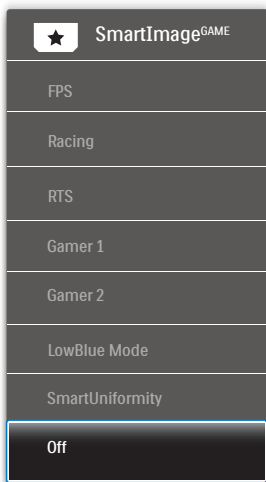 SmartImageGAME
FPS
Racing
RTS
Gamer 1
Gamer 2
LowBlue Mode
SmartUniformity
Off